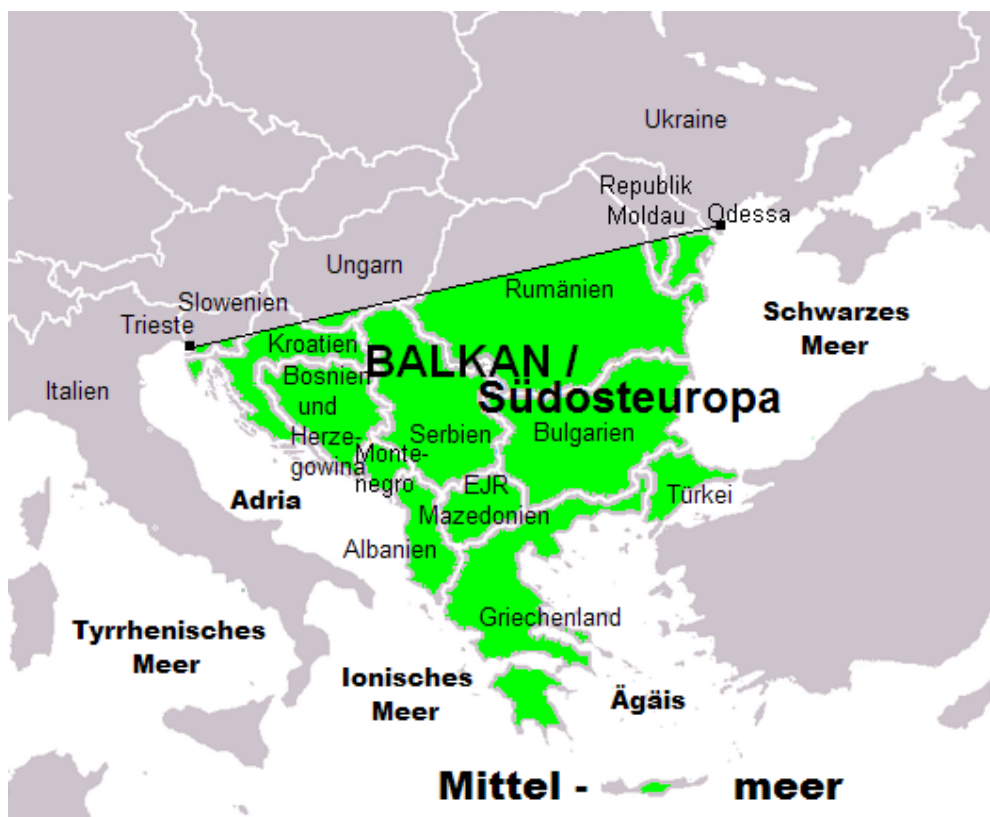 Ukraine
Republik
Moldau
Odessa
Ungarn
Rumänien
Slowenien
Trieste
Schwarzes
Meer
Kroatien
BALKAN /
Südosteuropa
Italien
Bosnien
und
Herze-
gowina
Serbien
Bulgarien
Monte-
negro
EJR
Mazedonien
Türkei
Adria
Albanien
Griechenland
Tyrrhenisches
Meer
Ionisches
Meer
Ägäis
Mittel - meer